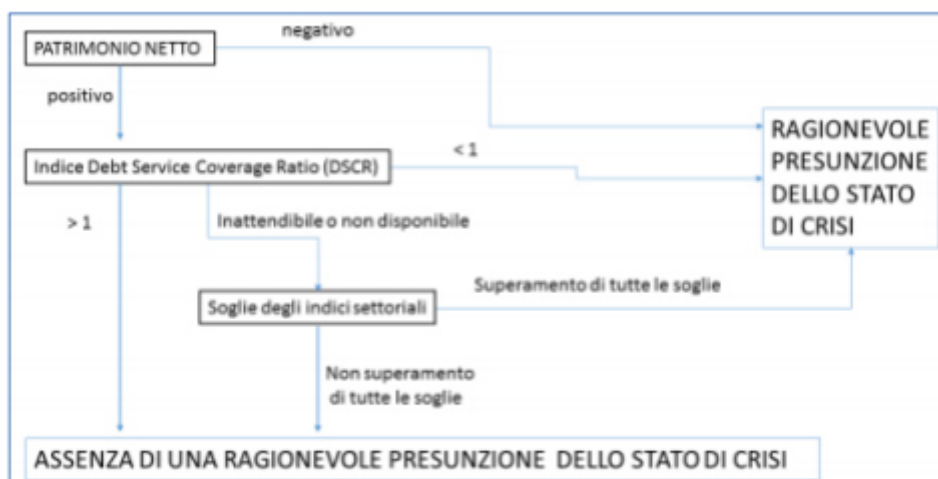 negativo
PATRIMONIO NETTO
positivo
RAGIONEVOLE
PRESUNZIONE
DELLO STATO
DI CRISI
< 1
Indice Debt Service Coverage Ratio (DSCR)
> 1
Inattendibile o non disponibile
Superamento di tutte le soglie
Soglie degli indici settoriali
Non superamento
di tutte le soglie
ASSENZA DI UNA RAGIONEVOLE PRESUNZIONE DELLO STATO DI CRISI